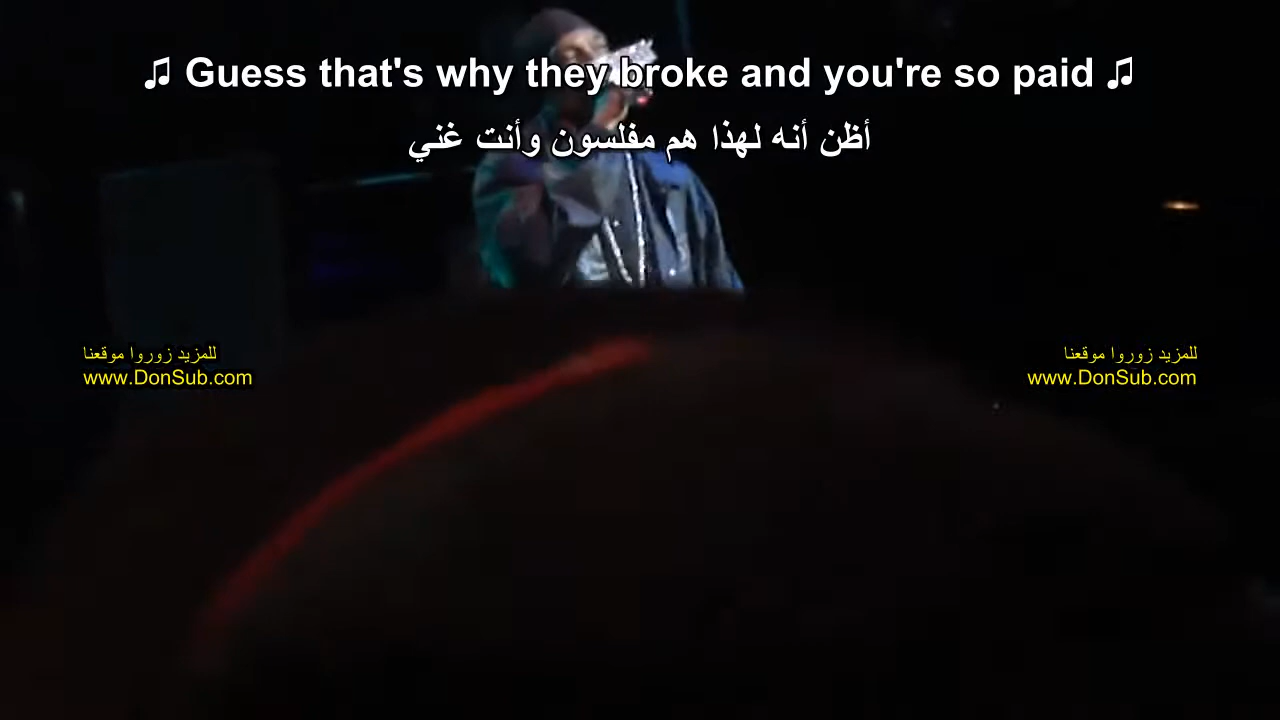 ♫ Guess that's why they broke and you're so paid ♫
أظن أنه لهذا هم مفلسون وأنت غني
للمزيد زوروا موقعنا
www.DonSub.com
للمزيد زوروا موقعنا
www.DonSub.com